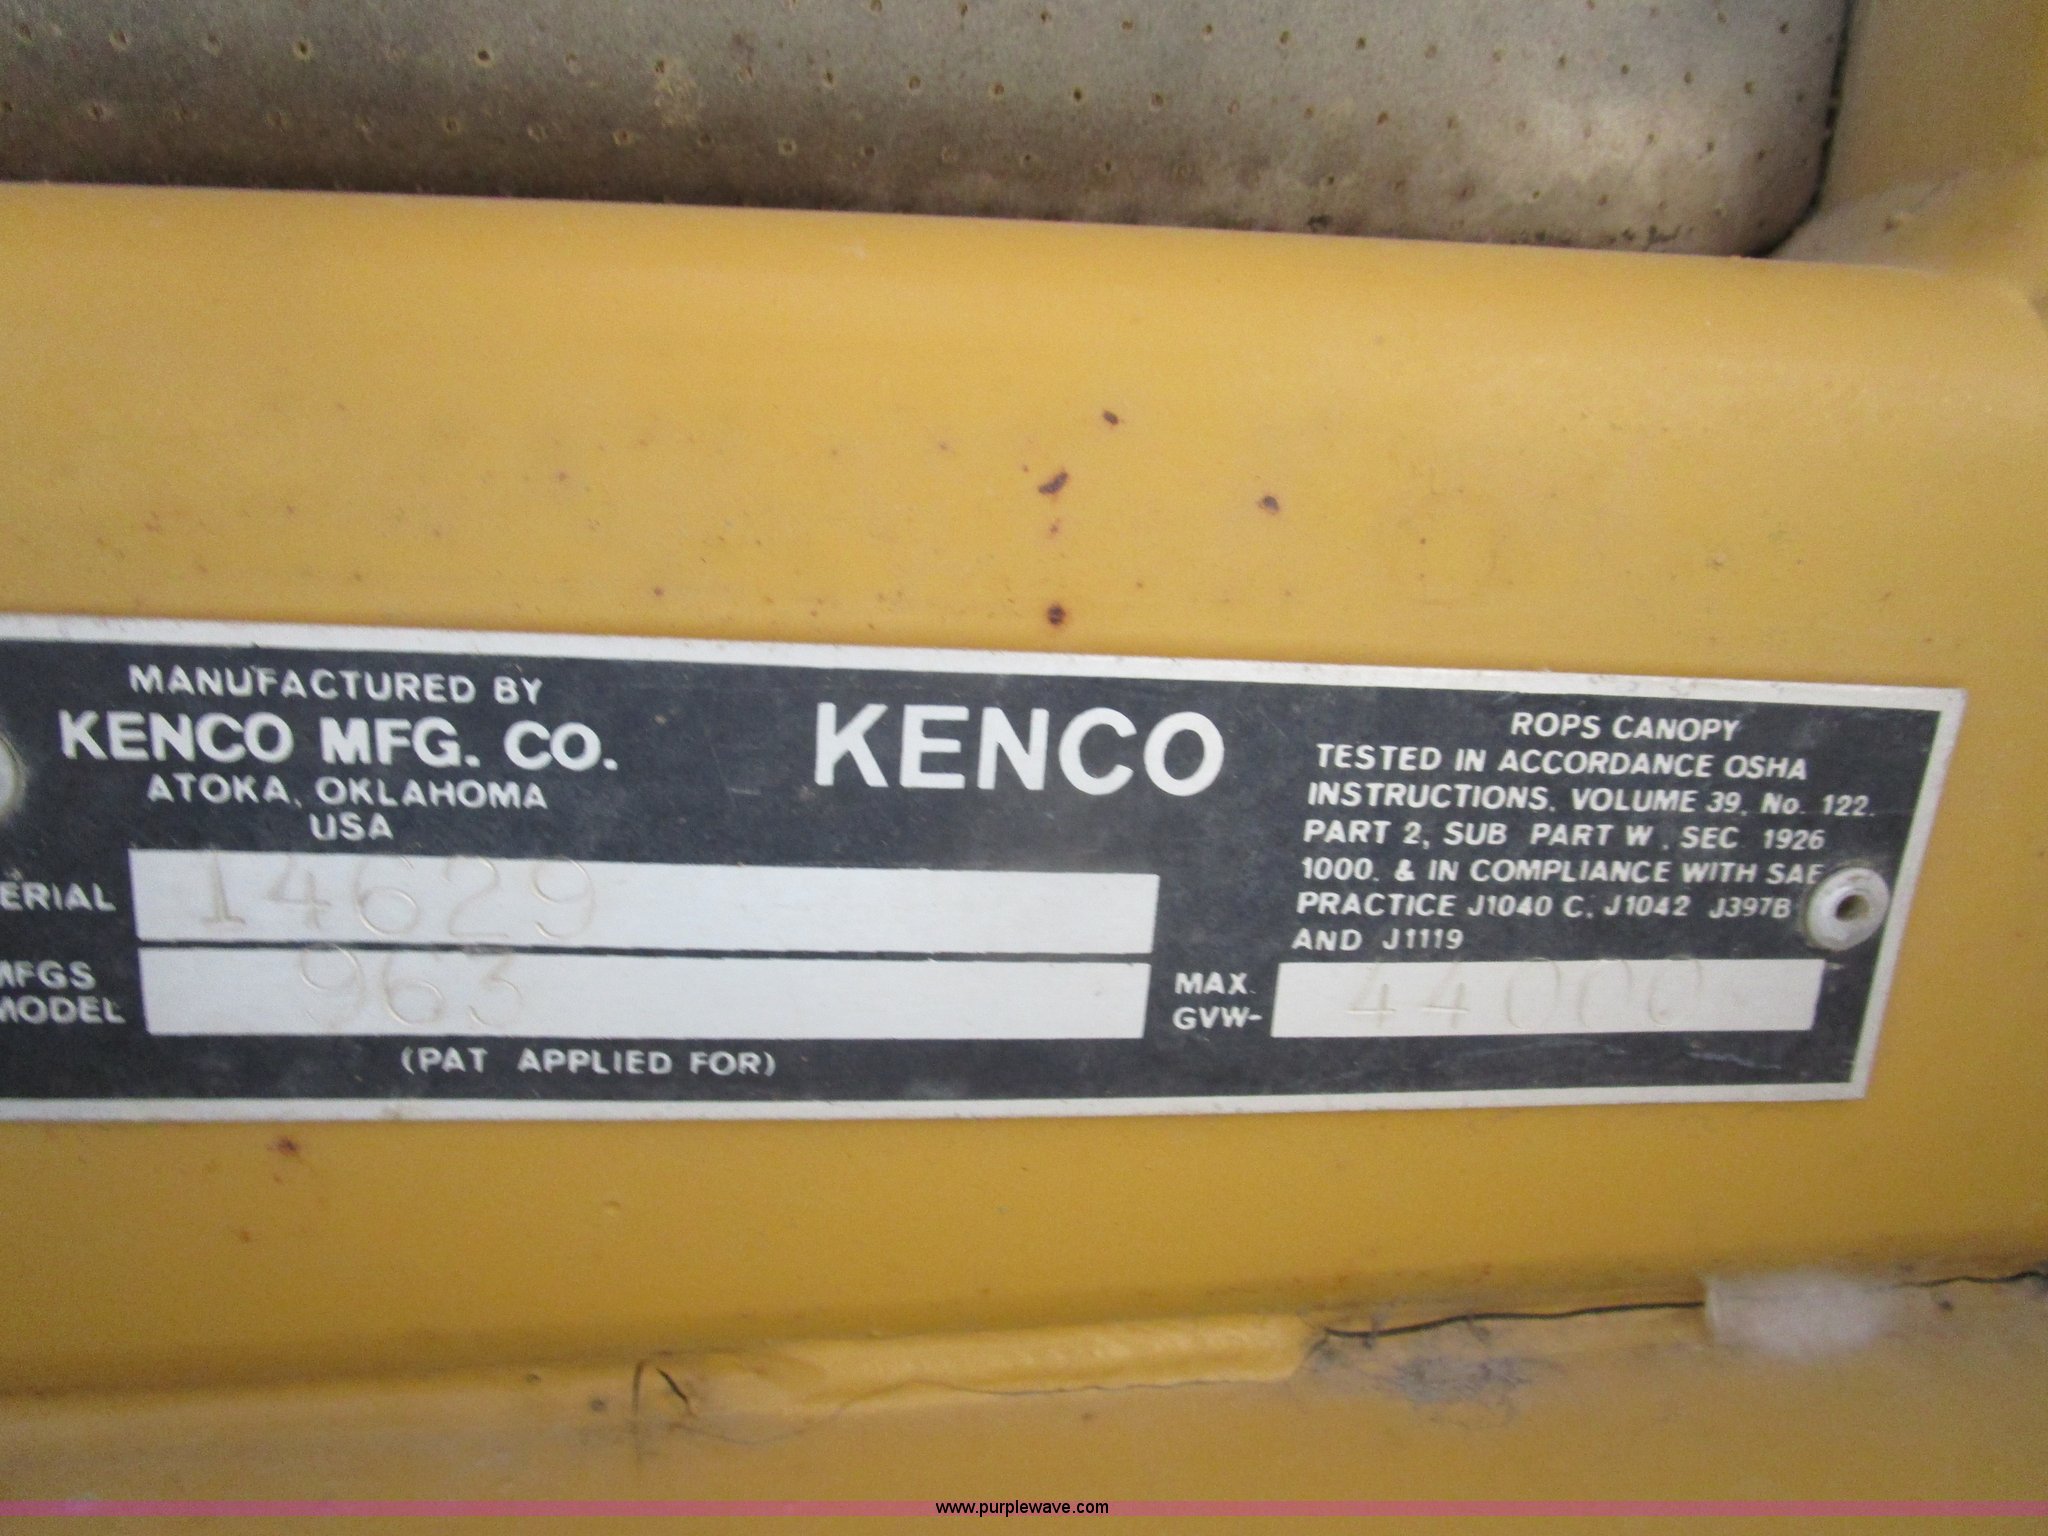 MANUFACTURED BY
KENCO MFG. CO.
ATOKA, OKLAHOMA
USA
KENCO
ROPS CANOPY
TESTED IN ACCORDANCE OSHA
INSTRUCTIONS, VOLUME 39, No. 122.
PART 2, SUB PART W. SEC 1926
1000. & IN COMPLIANCE WITH SAE
PRACTICE J1040 C, J1042 J397B
AND J1119
ERIAL 14629
MFGS
MODEL 963
MAX.
GVW- 44000
(PAT APPLIED FOR)
www.purplewave.com